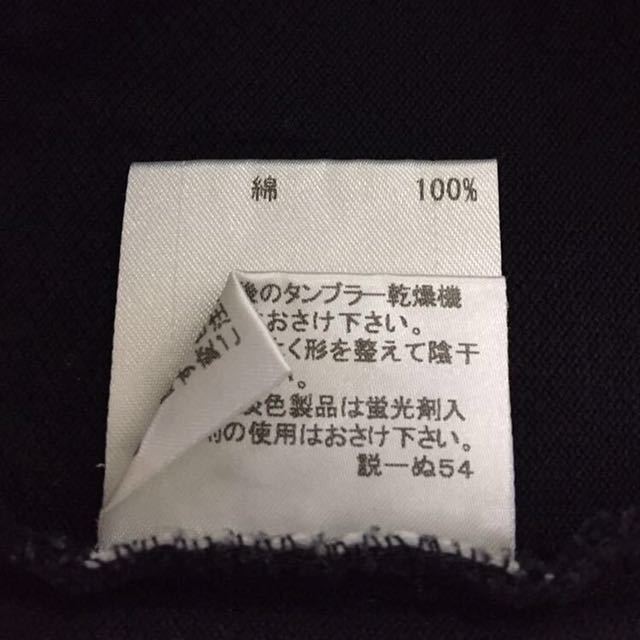 綿 100%
後のタンブラー乾燥機
おさけ下さい。
く形を整えて陰干
い。
淡色製品は蛍光剤入
剤の使用はおさけ下さい。
説ーぬ54